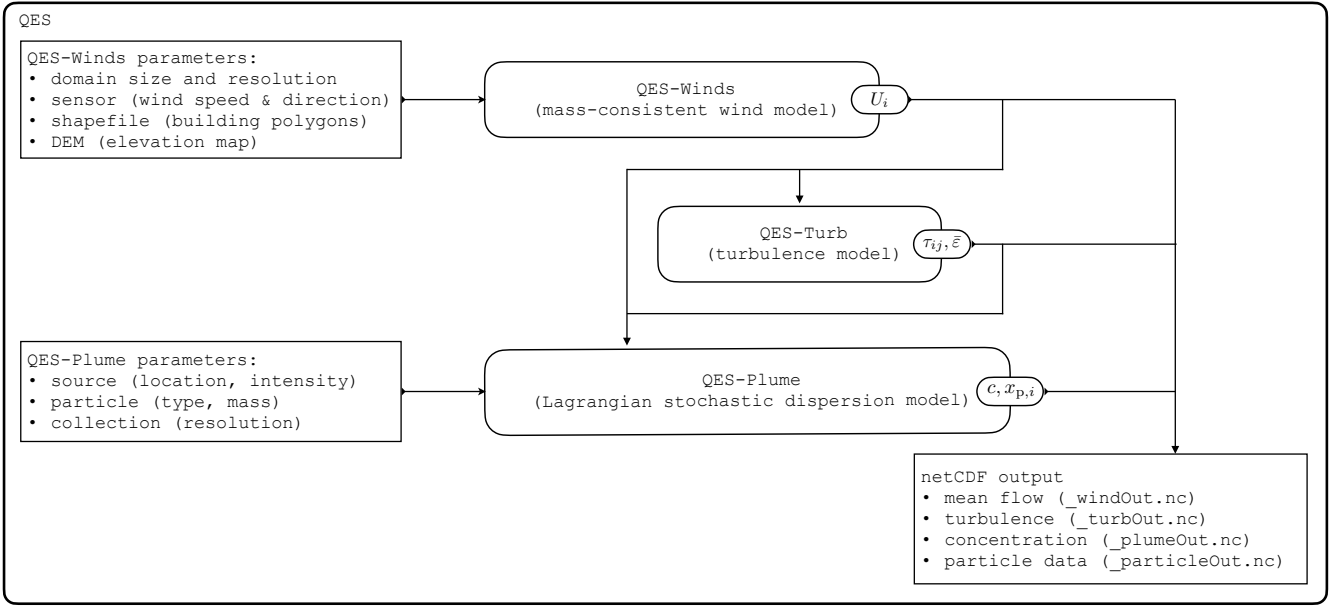 QES
QES-Winds parameters:
• domain size and resolution
• sensor (wind speed & direction)
• shapefile (building polygons)
• DEM (elevation map)
QES-Winds
(mass-consistent wind model)
U_i
QES-Turb
(turbulence model)
τ_{ij}, ε̄
QES-Plume parameters:
• source (location, intensity)
• particle (type, mass)
• collection (resolution)
QES-Plume
(Lagrangian stochastic dispersion model)
c, x_{p,i}
netCDF output
• mean flow (_windOut.nc)
• turbulence (_turbOut.nc)
• concentration (_plumeOut.nc)
• particle data (_particleOut.nc)